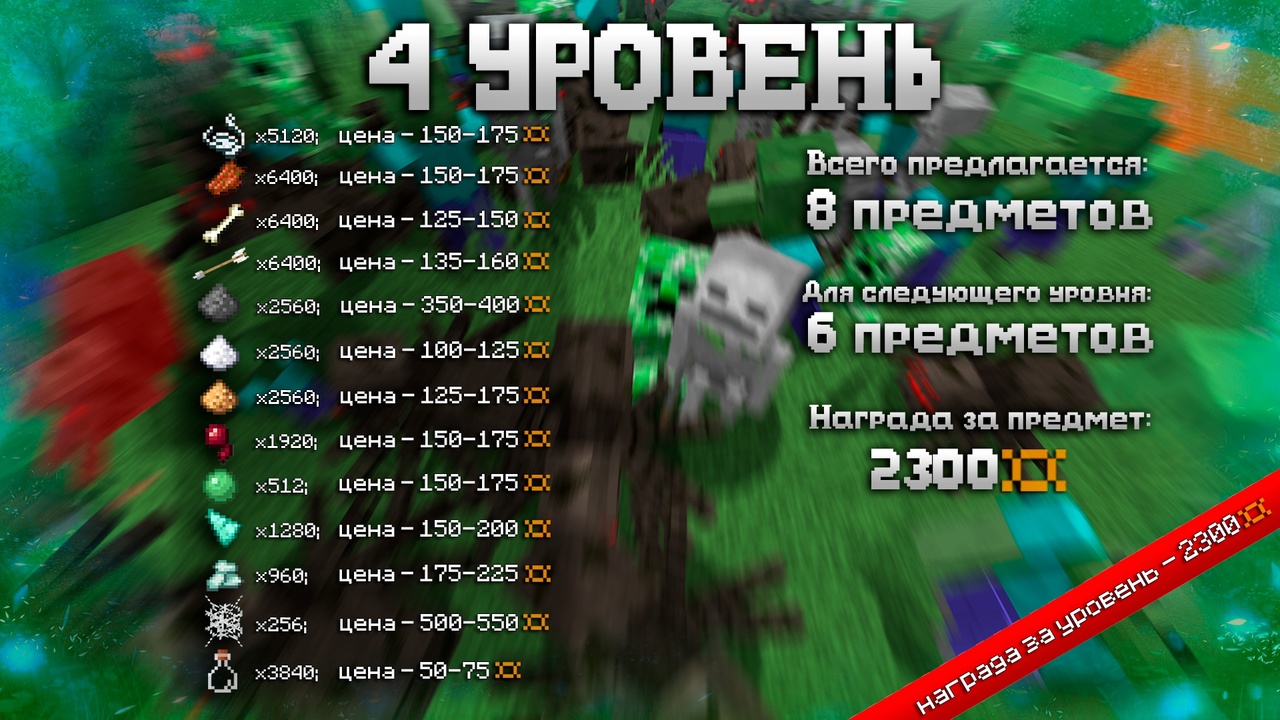 4 УРОВЕНЬ
x5120; цена - 150-175
x6400; цена - 150-175
x6400; цена - 125-150
x6400; цена - 135-160
x2560; цена - 350-400
x2560; цена - 100-125
x2560; цена - 125-175
x1920; цена - 150-175
x512; цена - 150-175
x1280; цена - 150-200
x960; цена - 175-225
x256; цена - 500-550
x3840; цена - 50-75
Всего предлагается:
8 предметов
Для следующего уровня:
6 предметов
Награда за предмет:
2300
награда за уровень - 2300